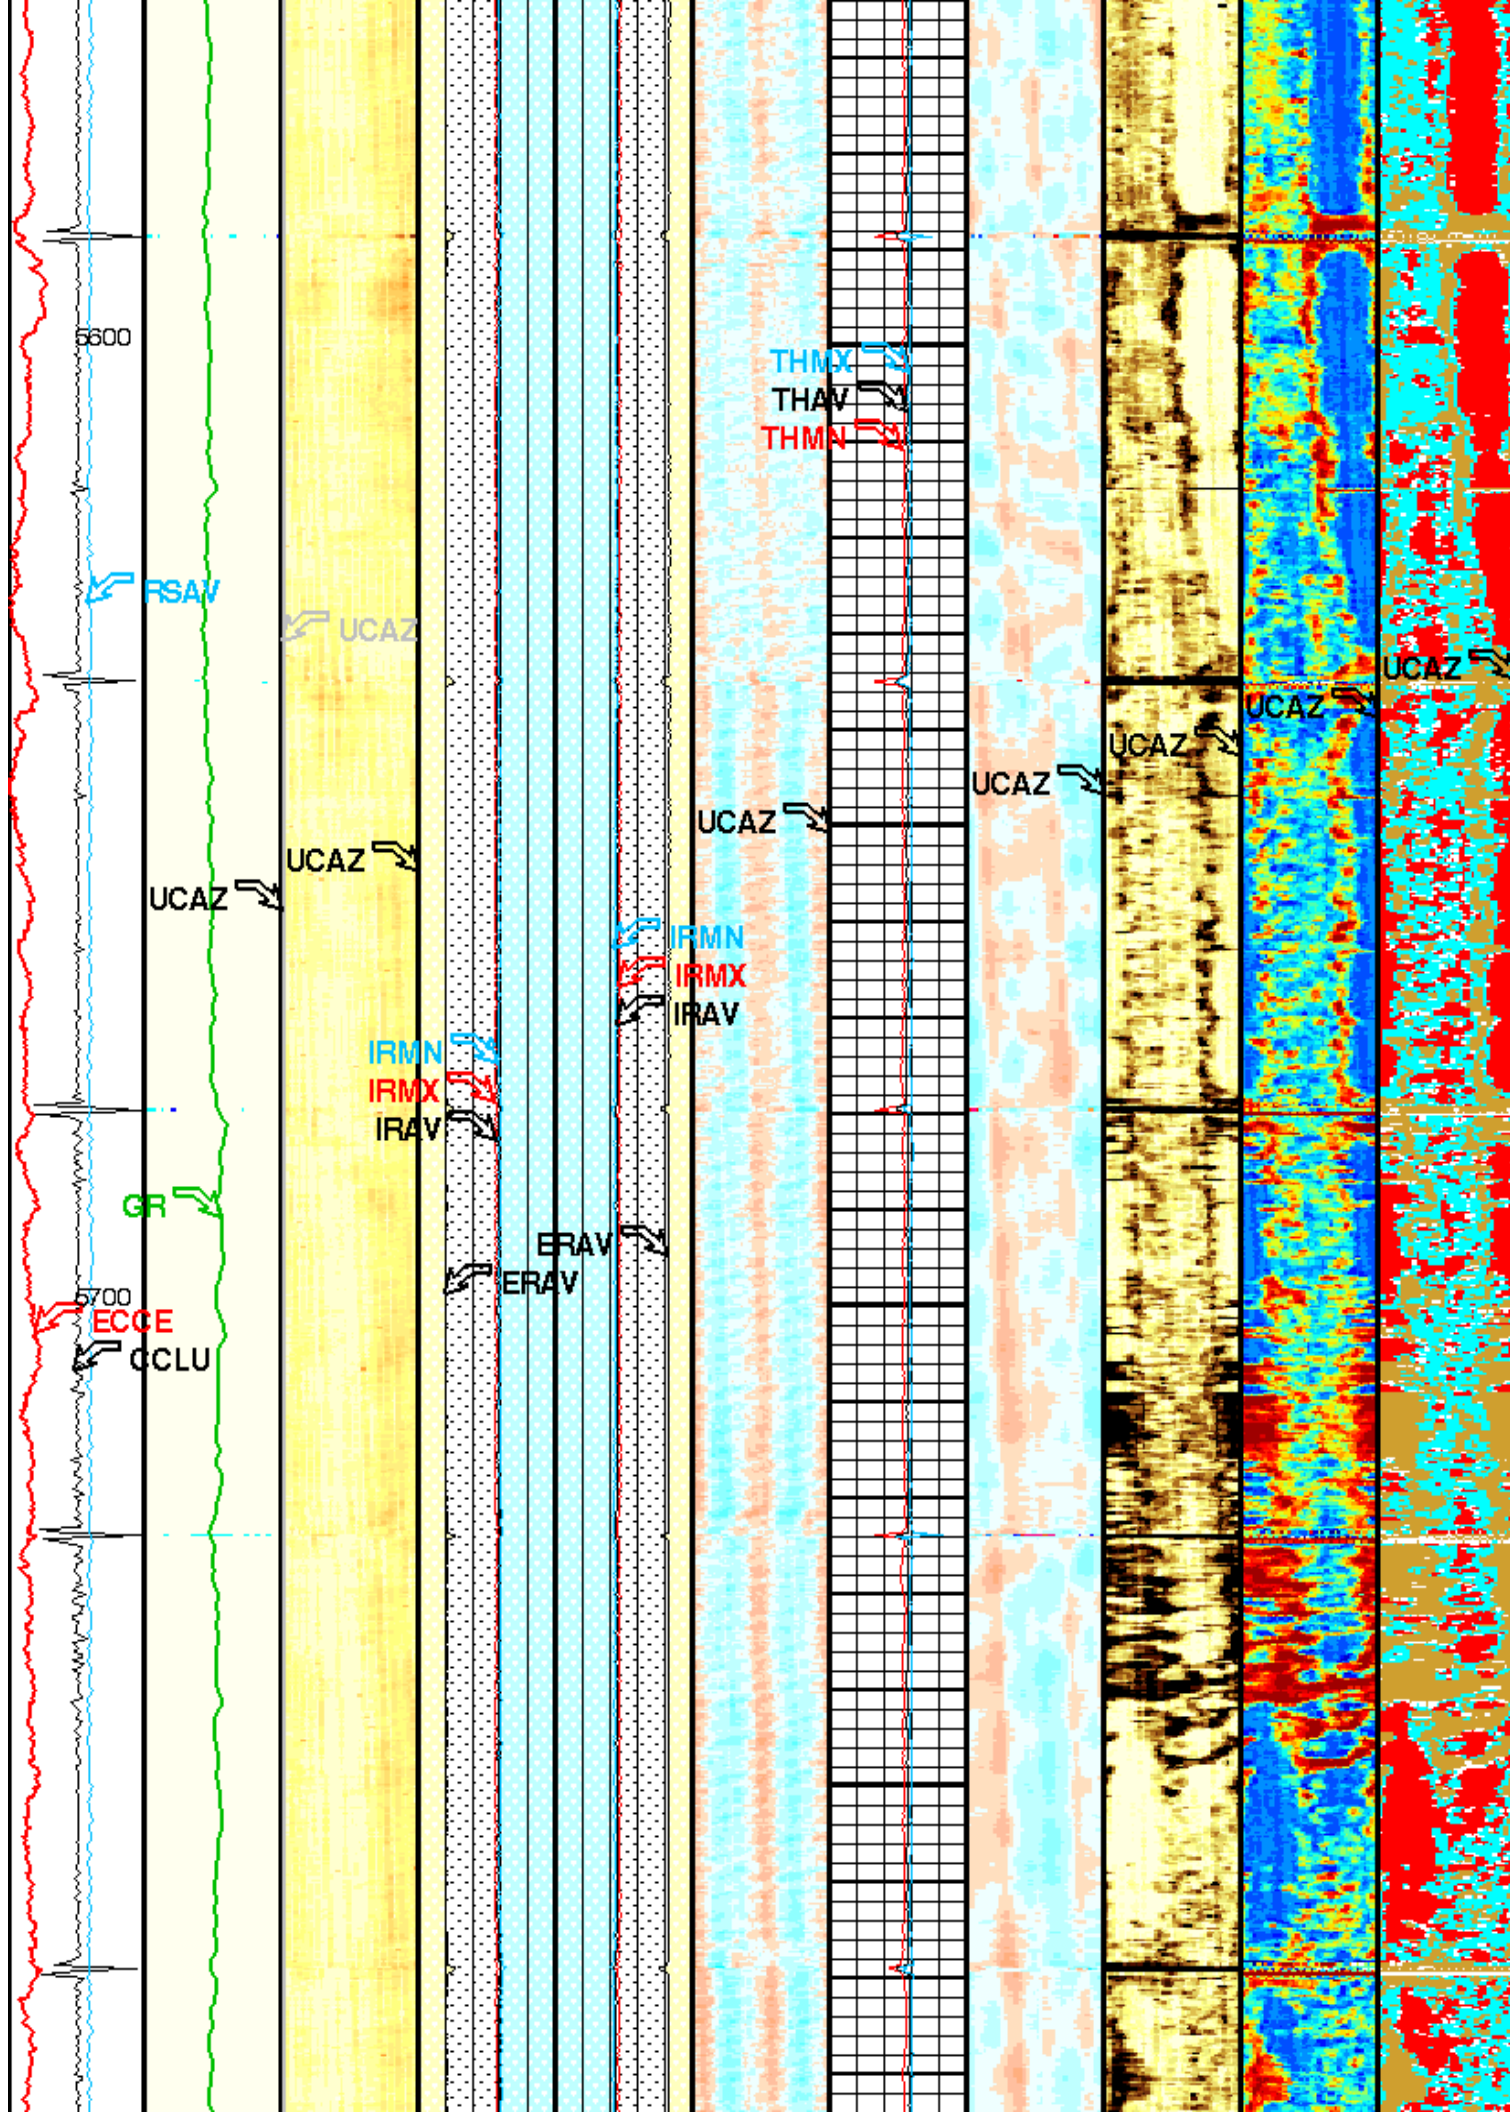 5600
THMX
THAV
THMN
RSAV
UCAZ
UCAZ
UCAZ
UCAZ
UCAZ
UCAZ
UCAZ
UCAZ
IRMN
IRMX
IRAV
IRMN
IRMX
IRAV
GR
ERAV
ERAV
5700
ECCE
CCLU